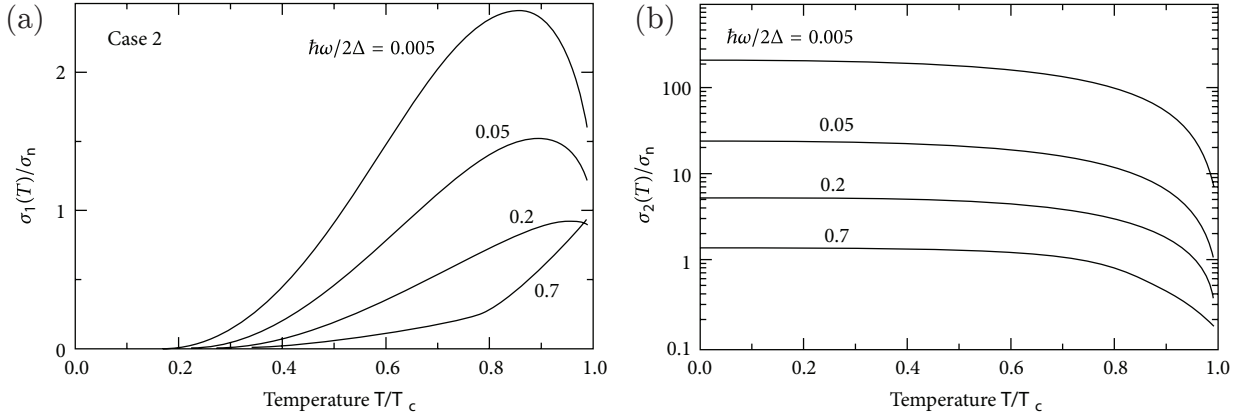 (a)
Case 2
ℏω/2Δ = 0.005
0.05
0.2
0.7
2
1
0
σ₁(T)/σₙ
0.0 0.2 0.4 0.6 0.8 1.0
Temperature T/T c
(b)
ℏω/2Δ = 0.005
0.05
0.2
0.7
100
10
1
0.1
σ₂(T)/σₙ
0.0 0.2 0.4 0.6 0.8 1.0
Temperature T/T c